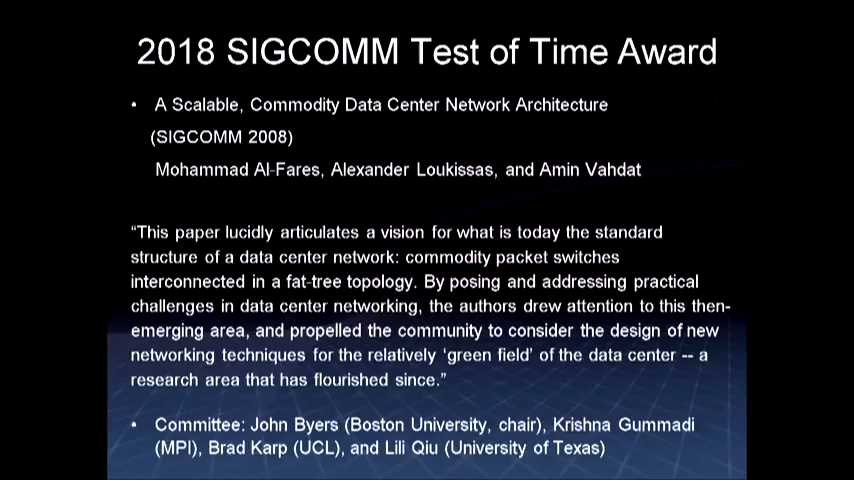 2018 SIGCOMM Test of Time Award
• A Scalable, Commodity Data Center Network Architecture
(SIGCOMM 2008)
Mohammad Al-Fares, Alexander Loukissas, and Amin Vahdat
“This paper lucidly articulates a vision for what is today the standard
structure of a data center network: commodity packet switches
interconnected in a fat-tree topology. By posing and addressing practical
challenges in data center networking, the authors drew attention to this then-
emerging area, and propelled the community to consider the design of new
networking techniques for the relatively ‘green field’ of the data center -- a
research area that has flourished since.”
• Committee: John Byers (Boston University, chair), Krishna Gummadi
(MPI), Brad Karp (UCL), and Lili Qiu (University of Texas)